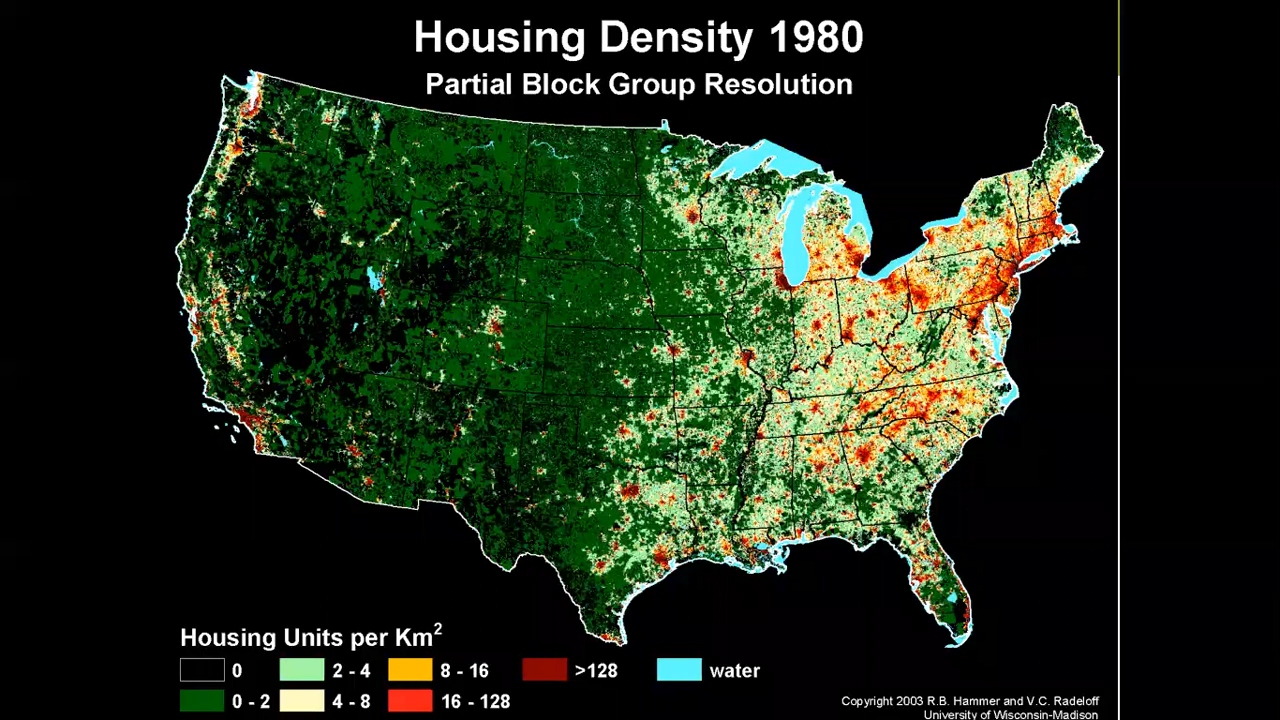 Housing Density 1980
Partial Block Group Resolution
Housing Units per Km²
0
2 - 4
8 - 16
>128
water
0 - 2
4 - 8
16 - 128
Copyright 2003 R.B. Hammer and V.C. Radeloff
University of Wisconsin-Madison